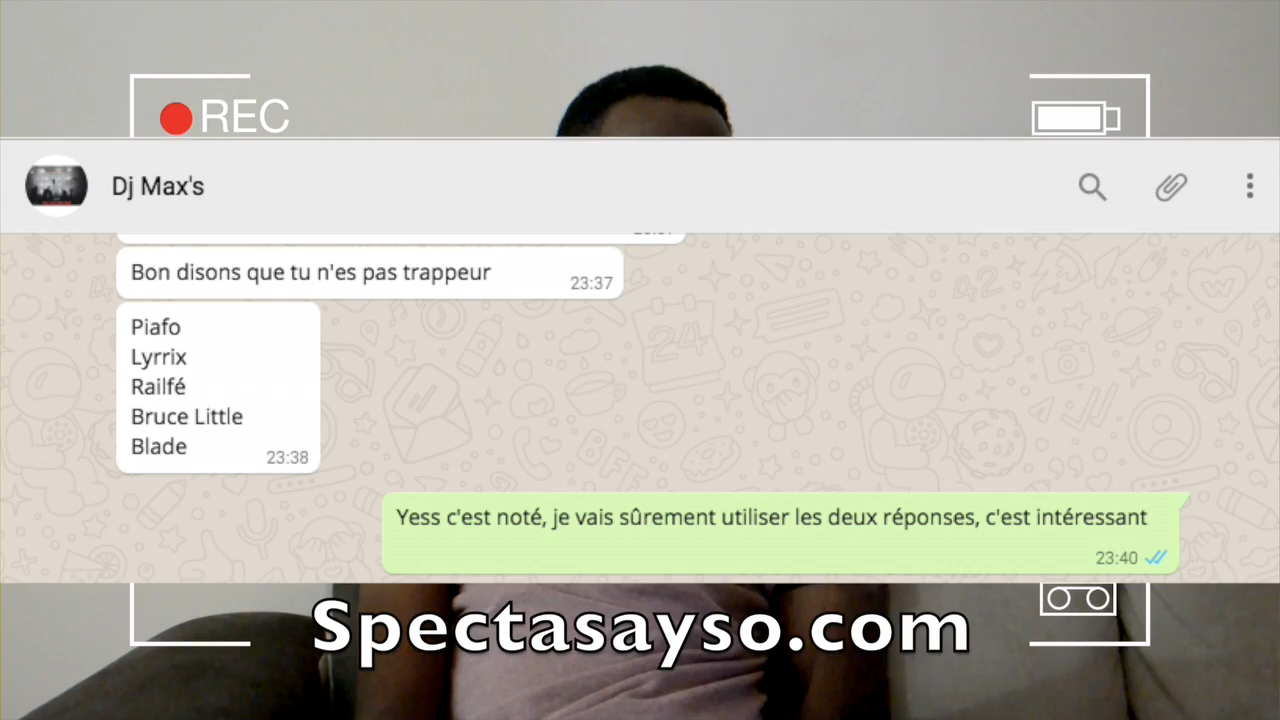 REC
Dj Max's
Bon disons que tu n'es pas trappeur
23:37
Piafo
Lyrrix
Railfé
Bruce Little
Blade
23:38
Yess c'est noté, je vais sûrement utiliser les deux réponses, c'est intéressant
23:40
Spectasayso.com